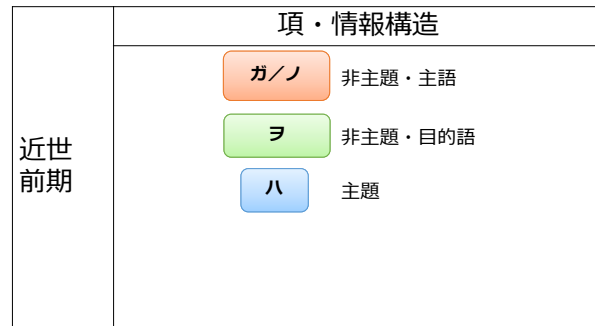 項・情報構造
近世
前期
ガ／ノ
非主題・主語
ヲ
非主題・目的語
ハ
主題